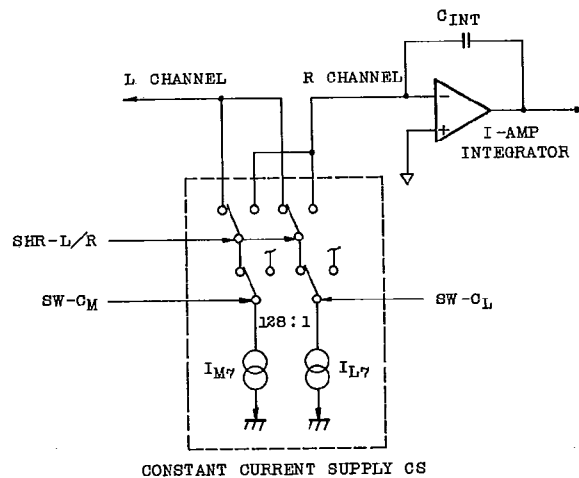 C_INT
L CHANNEL
R CHANNEL
−
+
I-AMP
INTEGRATOR
SHR-L/R
T
T
SW-C_M
SW-C_L
128:1
I_M7
I_L7
CONSTANT CURRENT SUPPLY CS